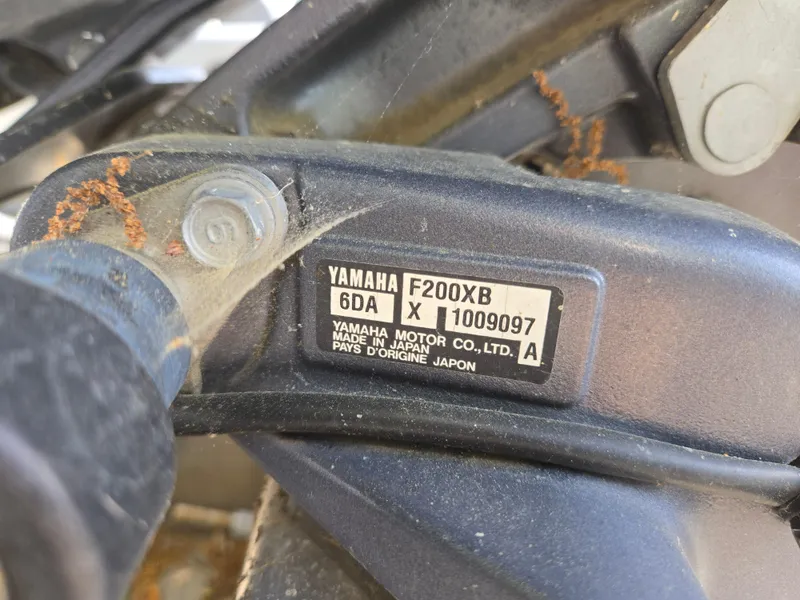 YAMAHA F200XB
6DA X L 1009097 A
YAMAHA MOTOR CO., LTD.
MADE IN JAPAN
PAYS D'ORIGINE JAPON